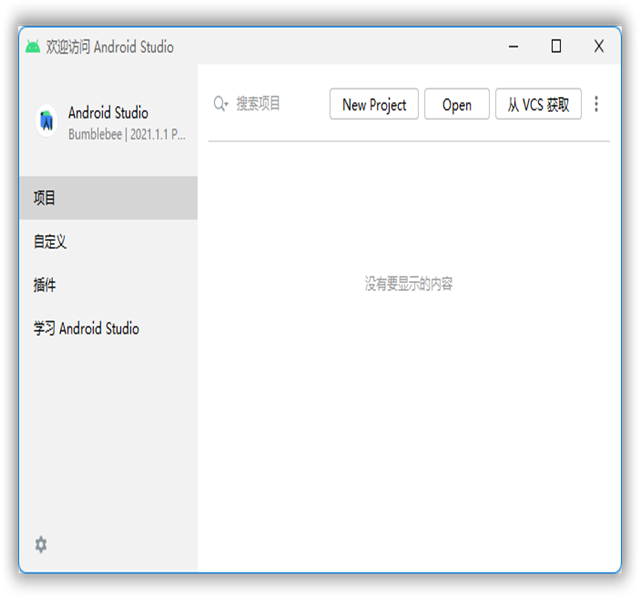 欢迎访问 Android Studio
Android Studio
Bumblebee | 2021.1.1 P...
搜索项目
New Project
Open
从 VCS 获取
项目
自定义
插件
学习 Android Studio
没有要显示的内容